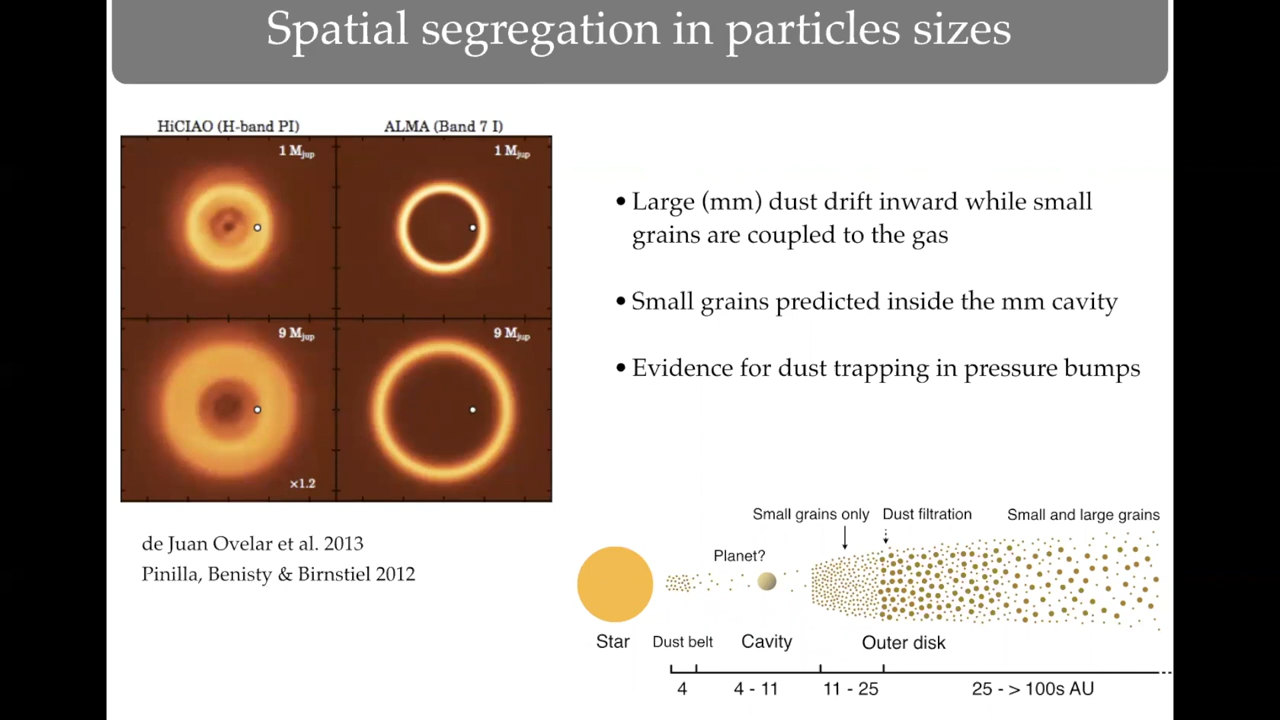 Spatial segregation in particles sizes
HiCIAO (H-band PI)
ALMA (Band 7 I)
1 Mjup
1 Mjup
9 Mjup
9 Mjup
×1.2
de Juan Ovelar et al. 2013
Pinilla, Benisty & Birnstiel 2012
• Large (mm) dust drift inward while small
grains are coupled to the gas
• Small grains predicted inside the mm cavity
• Evidence for dust trapping in pressure bumps
Small grains only
Dust filtration
Small and large grains
Planet?
Star
Dust belt
Cavity
Outer disk
4
4 - 11
11 - 25
25 - > 100s AU